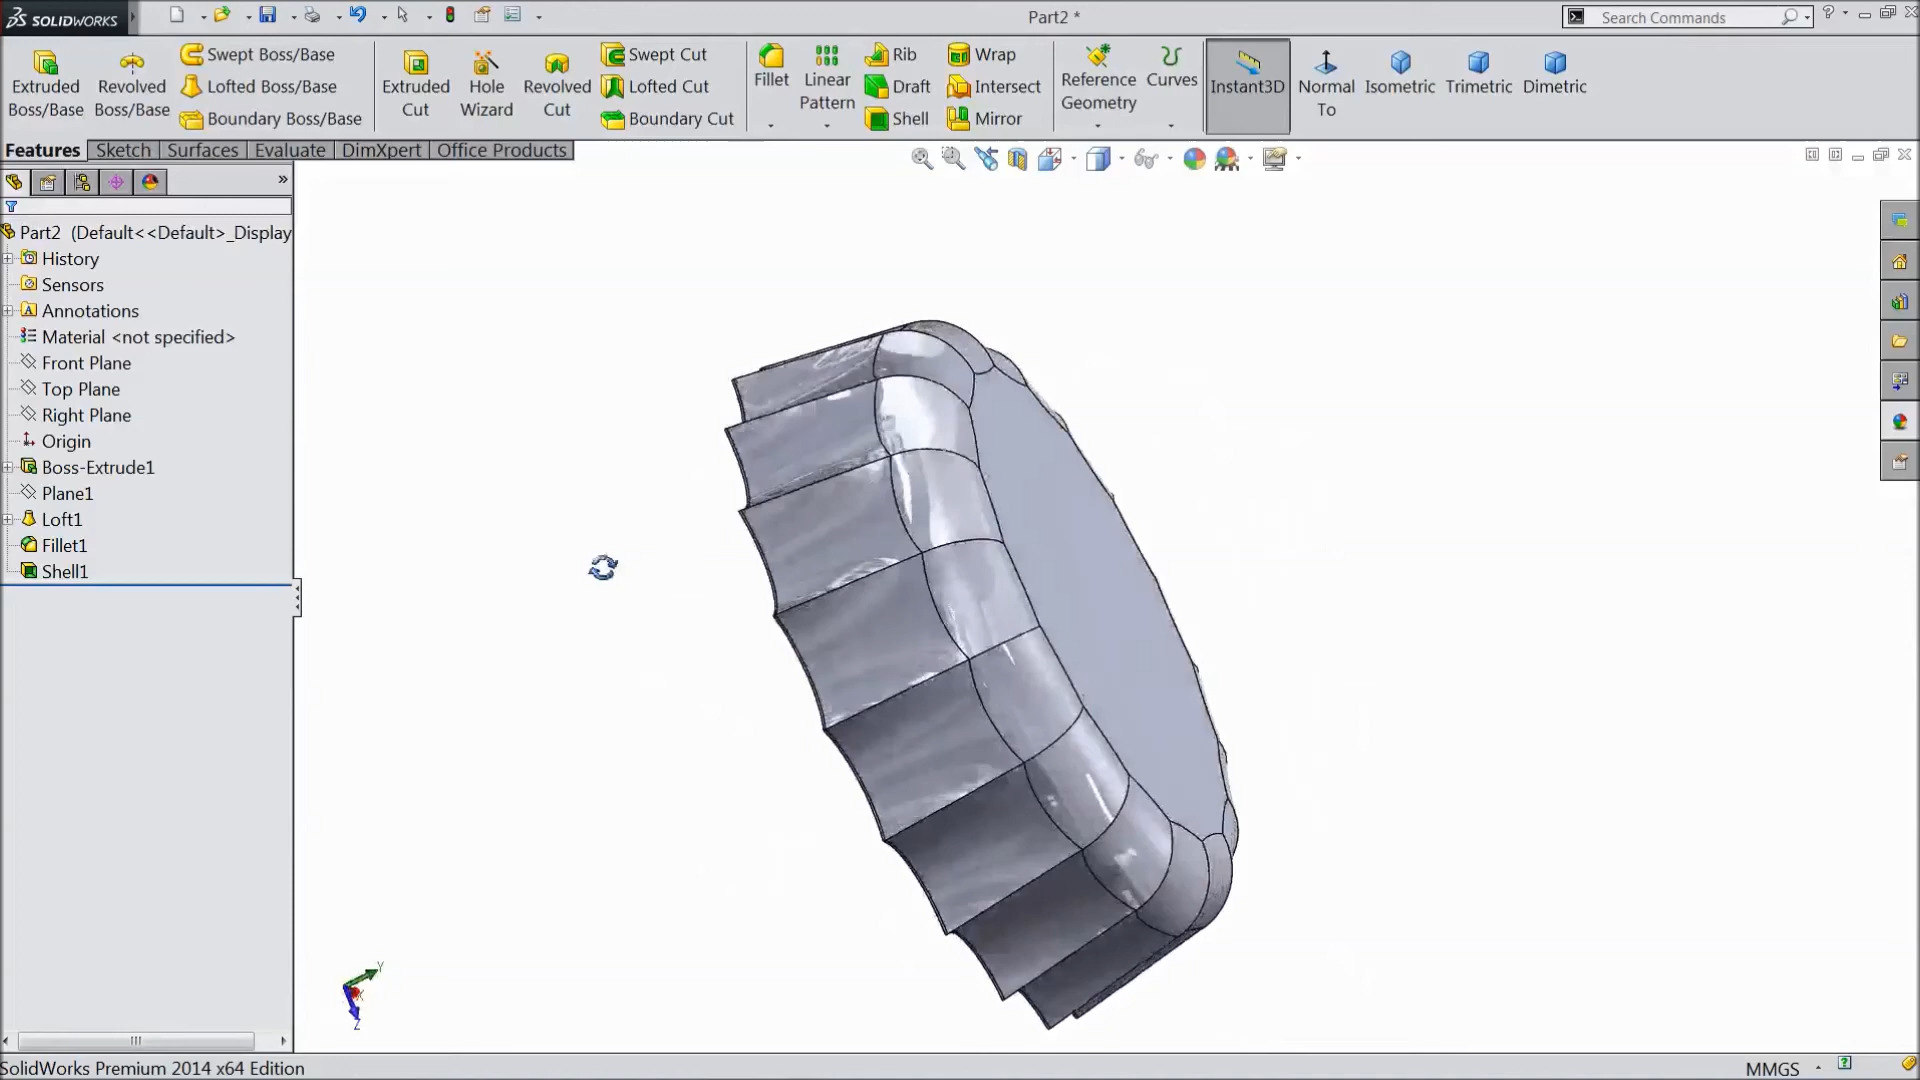 SOLIDWORKS
Part2 *
Search Commands
Extruded Boss/Base
Revolved Boss/Base
Swept Boss/Base
Lofted Boss/Base
Boundary Boss/Base
Extruded Cut
Hole Wizard
Revolved Cut
Swept Cut
Lofted Cut
Boundary Cut
Fillet
Linear Pattern
Rib
Draft
Shell
Wrap
Intersect
Mirror
Reference Geometry
Curves
Instant3D
Normal To
Isometric
Trimetric
Dimetric
Features
Sketch
Surfaces
Evaluate
DimXpert
Office Products
Part2 (Default<<Default>_Display
History
Sensors
Annotations
Material <not specified>
Front Plane
Top Plane
Right Plane
Origin
Boss-Extrude1
Plane1
Loft1
Fillet1
Shell1
Y
X
Z
SolidWorks Premium 2014 x64 Edition
MMGS